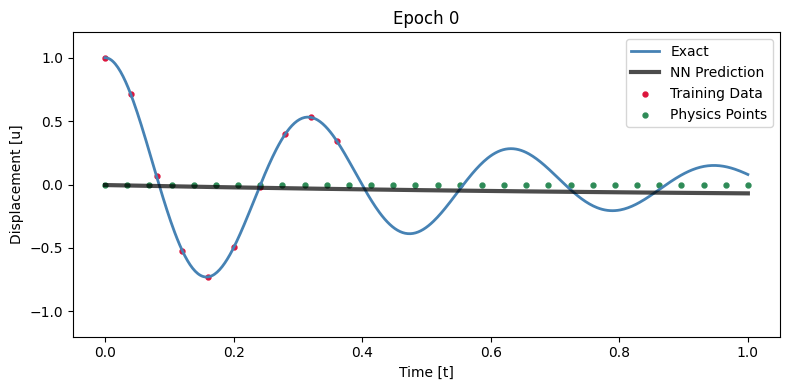 Epoch 0
Exact
NN Prediction
Training Data
Physics Points
Displacement [u]
1.0
0.5
0.0
−0.5
−1.0
0.0
0.2
0.4
0.6
0.8
1.0
Time [t]